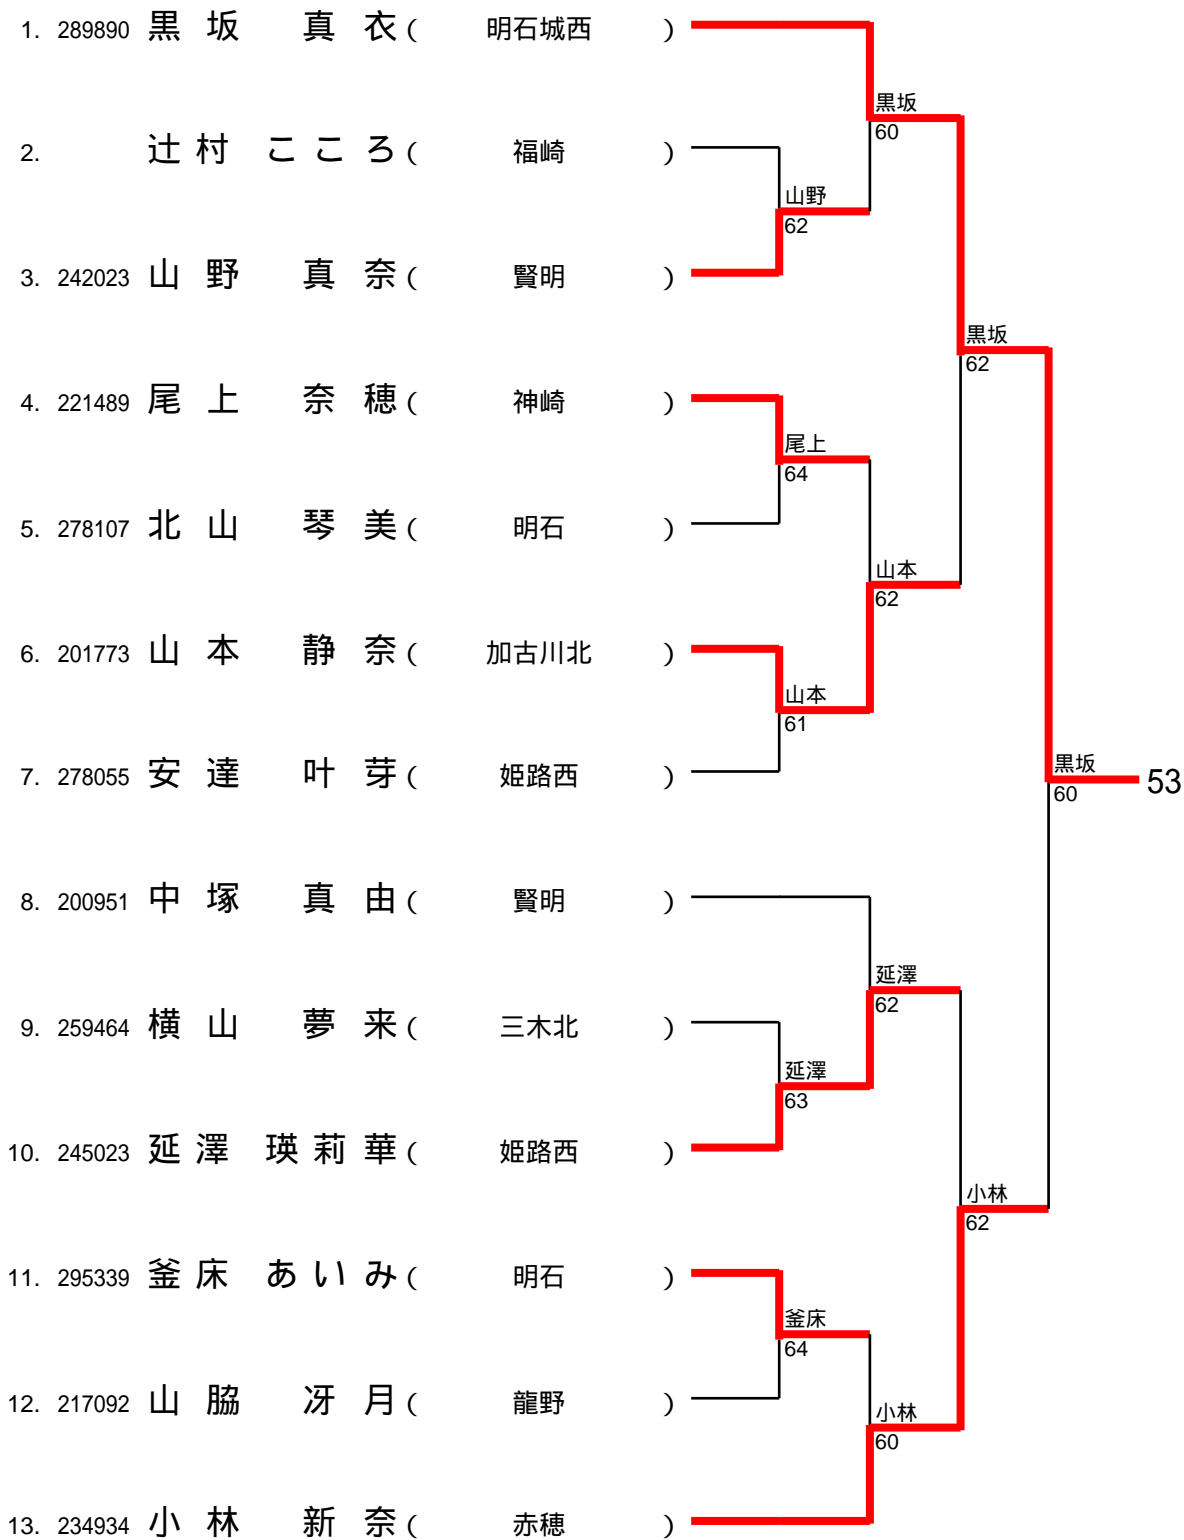 1. 289890 黒坂 真衣 ( 明石城西 )
黒坂
60
2. 辻村 こころ ( 福崎 )
山野
62
3. 242023 山野 真奈 ( 賢明 )
黒坂
62
4. 221489 尾上 奈穂 ( 神崎 )
尾上
64
5. 278107 北山 琴美 ( 明石 )
山本
62
6. 201773 山本 静奈 ( 加古川北 )
山本
61
7. 278055 安達 叶芽 ( 姫路西 )
黒坂
60
53
8. 200951 中塚 真由 ( 賢明 )
延澤
62
9. 259464 横山 夢来 ( 三木北 )
延澤
63
10. 245023 延澤 瑛莉華 ( 姫路西 )
小林
62
11. 295339 釜床 あいみ ( 明石 )
釜床
64
12. 217092 山脇 冴月 ( 龍野 )
小林
60
13. 234934 小林 新奈 ( 赤穂 )